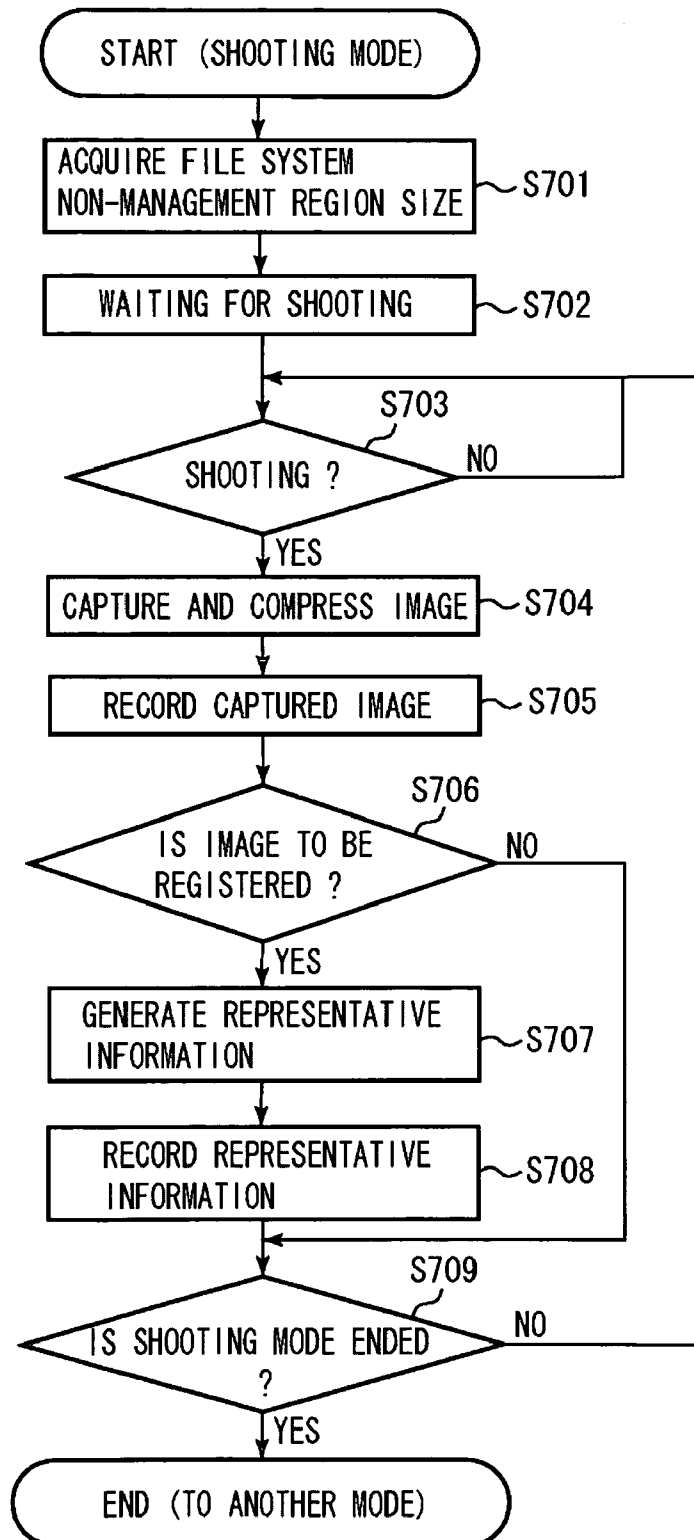 START (SHOOTING MODE)
ACQUIRE FILE SYSTEM
NON-MANAGEMENT REGION SIZE
S701
WAITING FOR SHOOTING
S702
S703
SHOOTING ?
NO
YES
CAPTURE AND COMPRESS IMAGE
S704
RECORD CAPTURED IMAGE
S705
S706
IS IMAGE TO BE
REGISTERED ?
NO
YES
GENERATE REPRESENTATIVE
INFORMATION
S707
RECORD REPRESENTATIVE
INFORMATION
S708
S709
IS SHOOTING MODE ENDED
?
NO
YES
END (TO ANOTHER MODE)